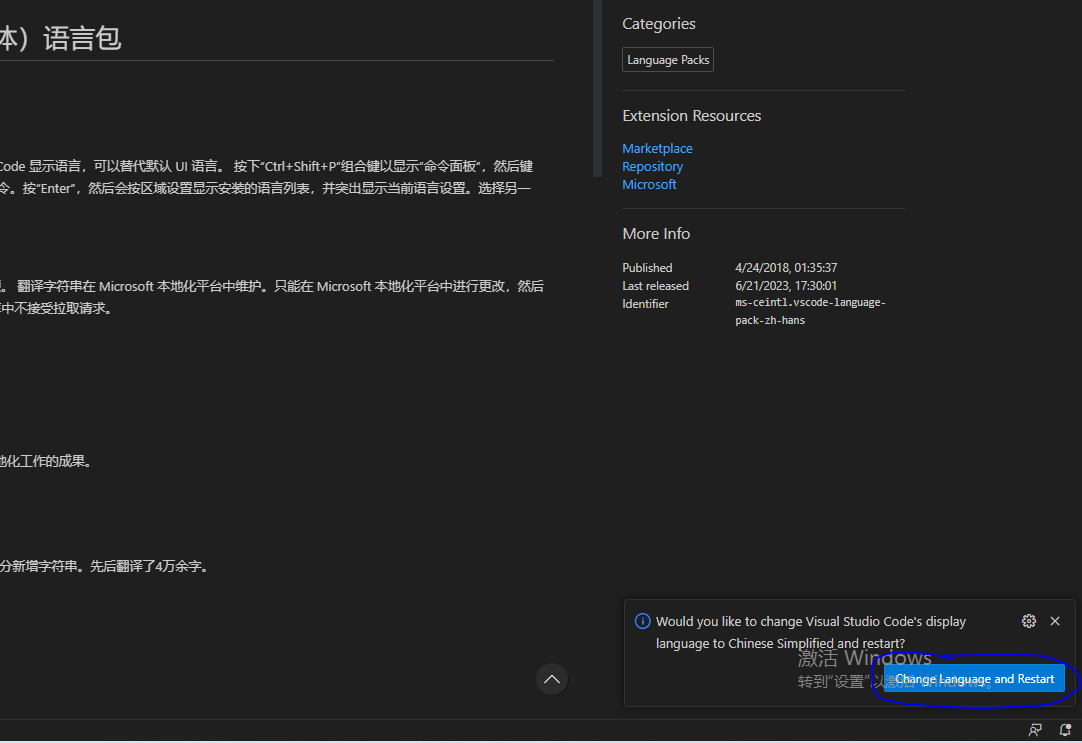 体）语言包
Code 显示语言，可以替代默认 UI 语言。 按下“Ctrl+Shift+P”组合键以显示“命令面板”，然后键
令。按“Enter”，然后会按区域设置显示安装的语言列表，并突出显示当前语言设置。选择另一
。 翻译字符串在 Microsoft 本地化平台中维护。只能在 Microsoft 本地化平台中进行更改，然后
中不接受拉取请求。
地化工作的成果。
分新增字符串。先后翻译了4万余字。
Categories
Language Packs
Extension Resources
Marketplace
Repository
Microsoft
More Info
Published 4/24/2018, 01:35:37
Last released 6/21/2023, 17:30:01
Identifier ms-ceintl.vscode-language-
pack-zh-hans
Would you like to change Visual Studio Code's display
language to Chinese Simplified and restart?
激活 Windows
转到“设置”以激活 Windows。
Change Language and Restart